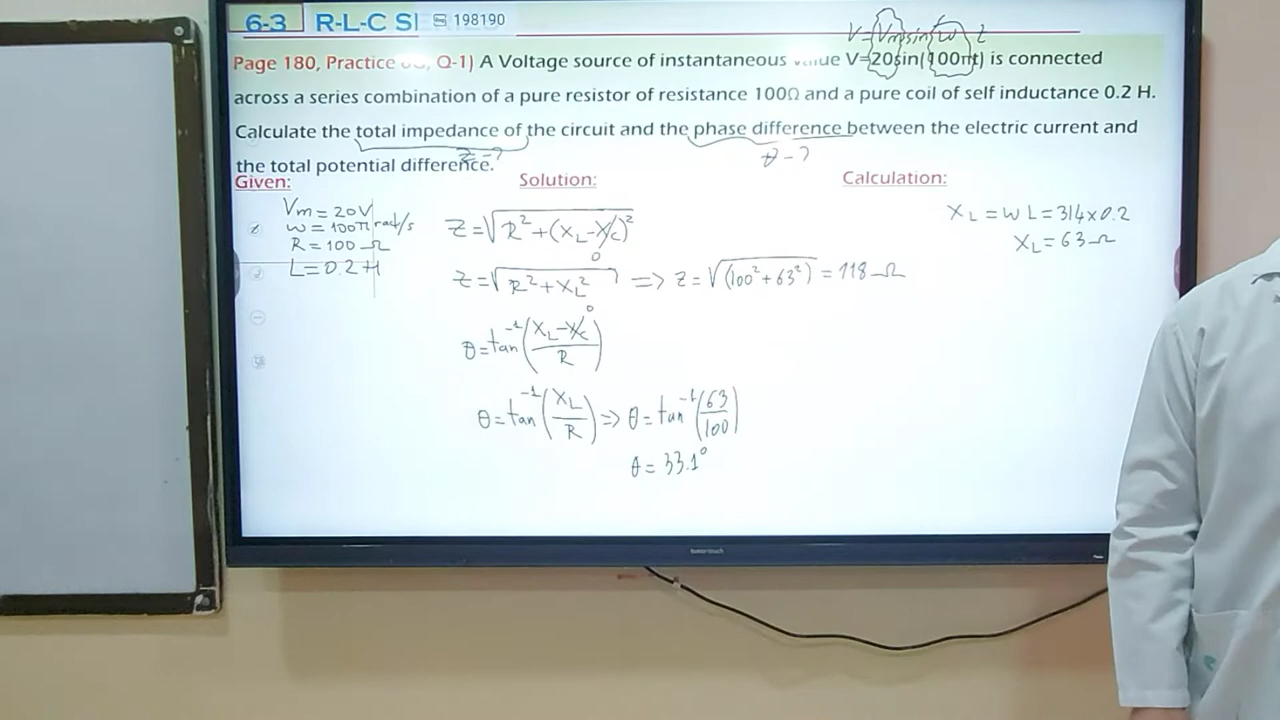 6-3 R-L-C S 198190
V=Vmsin(ω t
Page 180, Practice , Q-1) A Voltage source of instantaneous value V=20sin(100πt) is connected
across a series combination of a pure resistor of resistance 100Ω and a pure coil of self inductance 0.2 H.
Calculate the total impedance of the circuit and the phase difference between the electric current and
the total potential difference.
Z-? θ-?
Given: Solution: Calculation:
Vm = 20V
ω = 100π rad/s
R = 100 Ω
L = 0.2 H
Z = √R² + (XL - XC)²
0
Z = √R² + XL² => Z = √(100² + 63²) = 118 Ω
θ = tan⁻¹(XL - XC / R)
0
θ = tan⁻¹(XL / R) => θ = tan⁻¹(63 / 100)
θ = 33.1°
XL = ω L = 314 x 0.2
XL = 63 Ω